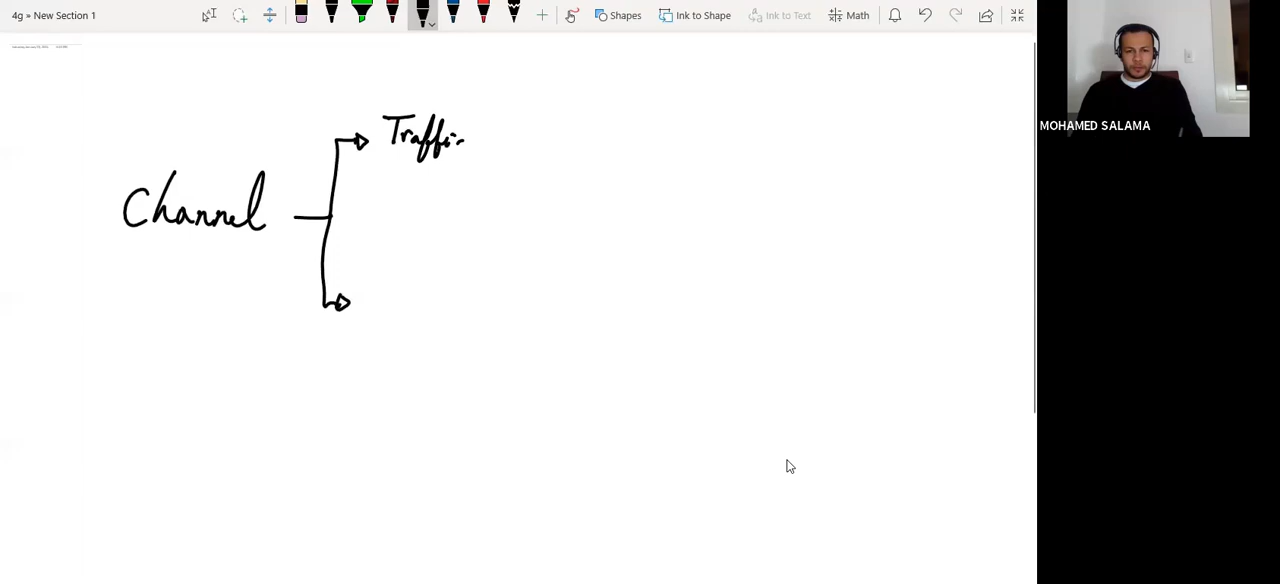 4g » New Section 1
Shapes
Ink to Shape
Ink to Text
Math
MOHAMED SALAMA
Traffic
Channel